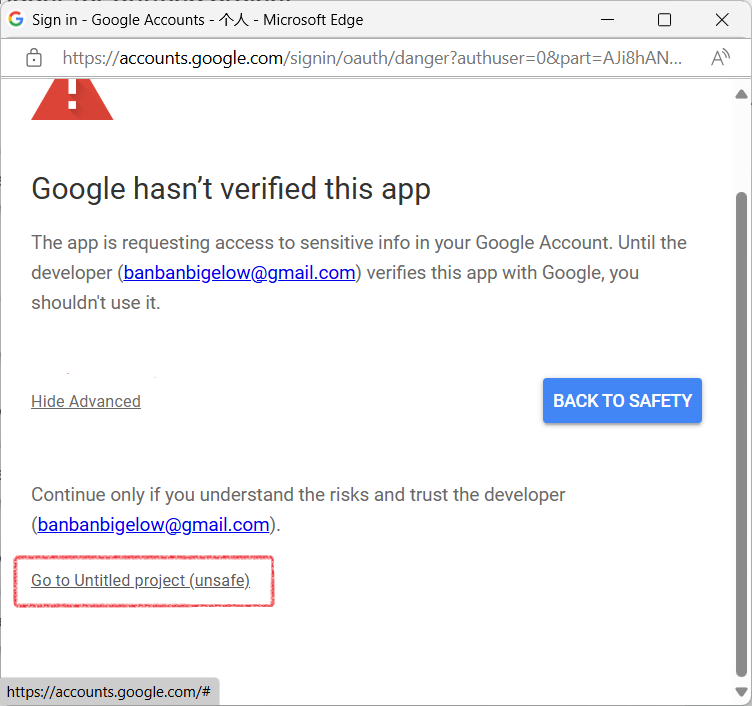 Sign in - Google Accounts - 个人 - Microsoft Edge
https://accounts.google.com/signin/oauth/danger?authuser=0&part=AJi8hAN...
Google hasn’t verified this app
The app is requesting access to sensitive info in your Google Account. Until the
developer (banbanbigelow@gmail.com) verifies this app with Google, you
shouldn't use it.
Hide Advanced
BACK TO SAFETY
Continue only if you understand the risks and trust the developer
(banbanbigelow@gmail.com).
Go to Untitled project (unsafe)
https://accounts.google.com/#